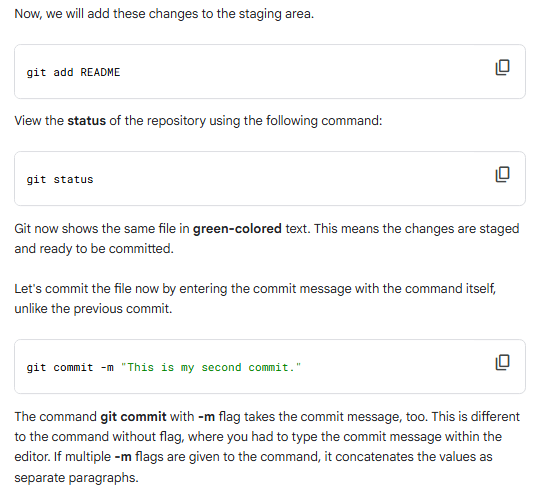 Now, we will add these changes to the staging area.
git add README
View the status of the repository using the following command:
git status
Git now shows the same file in green-colored text. This means the changes are staged
and ready to be committed.
Let's commit the file now by entering the commit message with the command itself,
unlike the previous commit.
git commit -m "This is my second commit."
The command git commit with -m flag takes the commit message, too. This is different
to the command without flag, where you had to type the commit message within the
editor. If multiple -m flags are given to the command, it concatenates the values as
separate paragraphs.